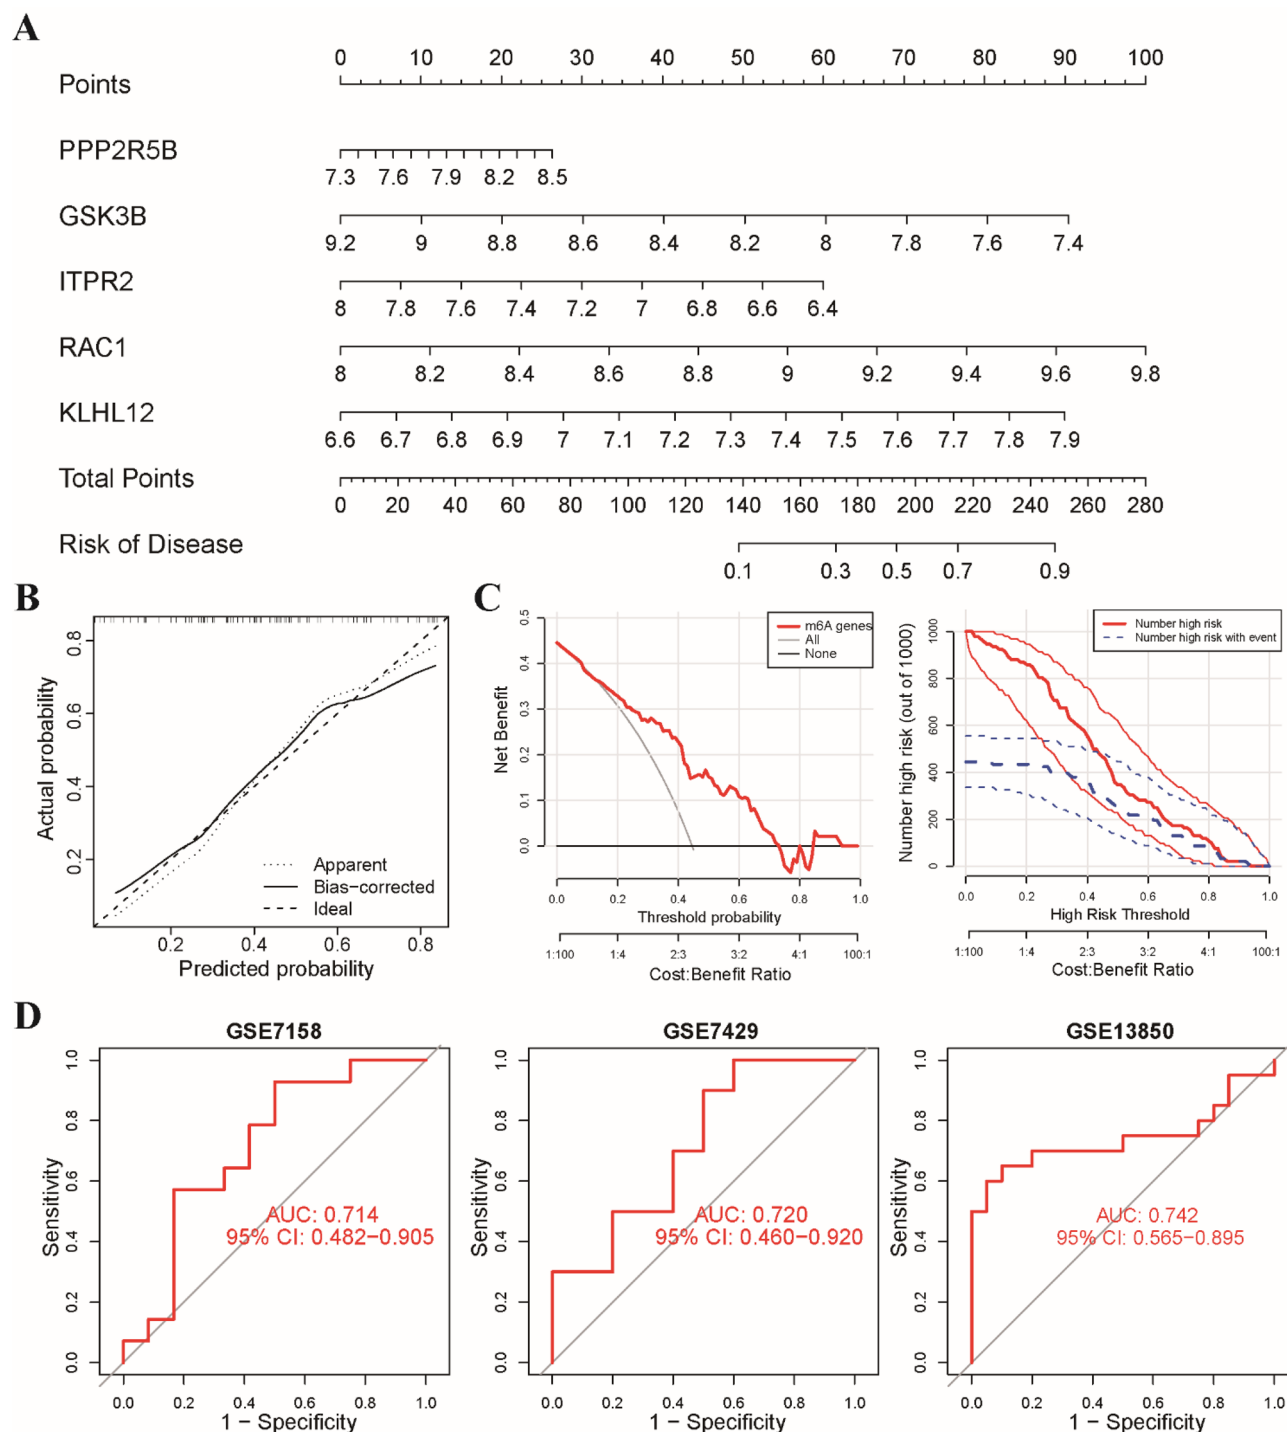 A
0 10 20 30 40 50 60 70 80 90 100
Points
PPP2R5B
7.3 7.6 7.9 8.2 8.5
GSK3B
9.2 9 8.8 8.6 8.4 8.2 8 7.8 7.6 7.4
ITPR2
8 7.8 7.6 7.4 7.2 7 6.8 6.6 6.4
RAC1
8 8.2 8.4 8.6 8.8 9 9.2 9.4 9.6 9.8
KLHL12
6.6 6.7 6.8 6.9 7 7.1 7.2 7.3 7.4 7.5 7.6 7.7 7.8 7.9
Total Points
0 20 40 60 80 100 120 140 160 180 200 220 240 260 280
Risk of Disease
0.1 0.3 0.5 0.7 0.9
B
Actual probability
0.8
0.6
0.4
0.2
Apparent
Bias−corrected
Ideal
0.2 0.4 0.6 0.8
Predicted probability
C
Net Benefit
0.5
0.4
0.3
0.2
0.1
0.0
m6A genes
All
None
0.0 0.2 0.4 0.6 0.8 1.0
Threshold probability
1:100 1:4 2:3 3:2 4:1 100:1
Cost:Benefit Ratio
Number high risk (out of 1000)
1000
800
600
400
200
0
Number high risk
Number high risk with event
0.0 0.2 0.4 0.6 0.8 1.0
High Risk Threshold
1:100 1:4 2:3 3:2 4:1 100:1
Cost:Benefit Ratio
D
GSE7158
Sensitivity
1.0
0.8
0.6
0.4
0.2
0.0
AUC: 0.714
95% CI: 0.482−0.905
0.0 0.2 0.4 0.6 0.8 1.0
1 − Specificity
GSE7429
Sensitivity
1.0
0.8
0.6
0.4
0.2
0.0
AUC: 0.720
95% CI: 0.460−0.920
0.0 0.2 0.4 0.6 0.8 1.0
1 − Specificity
GSE13850
Sensitivity
1.0
0.8
0.6
0.4
0.2
0.0
AUC: 0.742
95% CI: 0.565−0.895
0.0 0.2 0.4 0.6 0.8 1.0
1 − Specificity